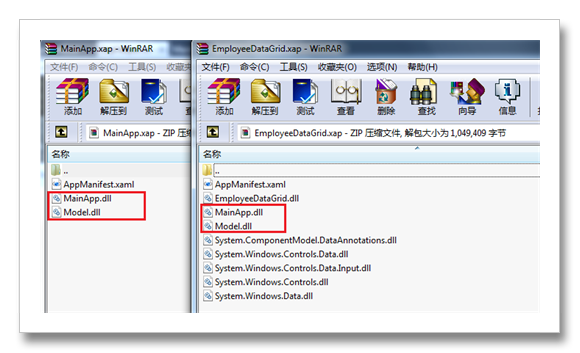 MainApp.xap - WinRAR
文件(F) 命令(C) 工具(S) 收藏夹
添加 解压到 测试
MainApp.xap - ZIP 压缩
名称
..
AppManifest.xaml
MainApp.dll
Model.dll
EmployeeDataGrid.xap - WinRAR
文件(F) 命令(C) 工具(S) 收藏夹(O) 选项(N) 帮助(H)
添加 解压到 测试 查看 删除 查找 向导 信息
EmployeeDataGrid.xap - ZIP 压缩文件, 解包大小为 1,049,409 字节
名称
..
AppManifest.xaml
EmployeeDataGrid.dll
MainApp.dll
Model.dll
System.ComponentModel.DataAnnotations.dll
System.Windows.Controls.Data.dll
System.Windows.Controls.Data.Input.dll
System.Windows.Controls.dll
System.Windows.Data.dll